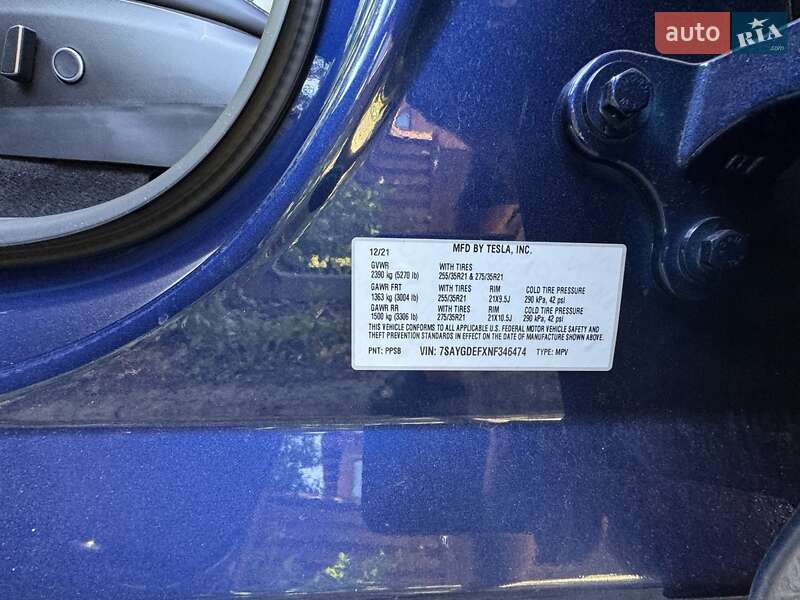 auto RIA
12/21 MFD BY TESLA, INC.
GVWR WITH TIRES
2390 kg (5270 lb) 255/35R21 & 275/35R21
GAWR FRT WITH TIRES RIM COLD TIRE PRESSURE
1363 kg (3004 lb) 255/35R21 21X9.5J 290 kPa, 42 psi
GAWR RR WITH TIRES RIM COLD TIRE PRESSURE
1500 kg (3306 lb) 275/35R21 21X10.5J 290 kPa, 42 psi
THIS VEHICLE CONFORMS TO ALL APPLICABLE U.S. FEDERAL MOTOR VEHICLE SAFETY AND
THEFT PREVENTION STANDARDS IN EFFECT ON THE DATE OF MANUFACTURE SHOWN ABOVE.
PNT: PPSB VIN: 7SAYGDEFXNF346474 TYPE: MPV